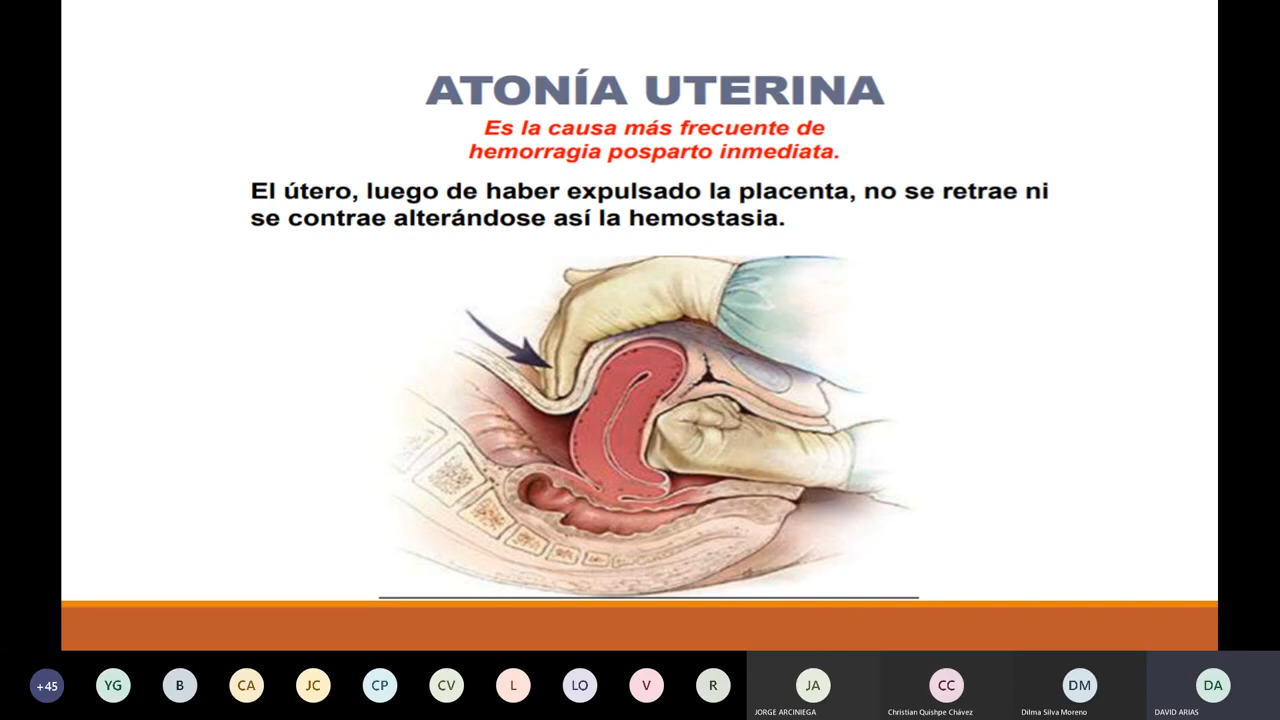 ATONÍA UTERINA
Es la causa más frecuente de
hemorragia posparto inmediata.
El útero, luego de haber expulsado la placenta, no se retrae ni
se contrae alterándose así la hemostasia.
+45
YG
B
CA
JC
CP
CV
L
LO
V
R
JA
CC
DM
DA
JORGE ARCINIEGA
Christian Quishpe Chávez
Dilma Silva Moreno
DAVID ARIAS